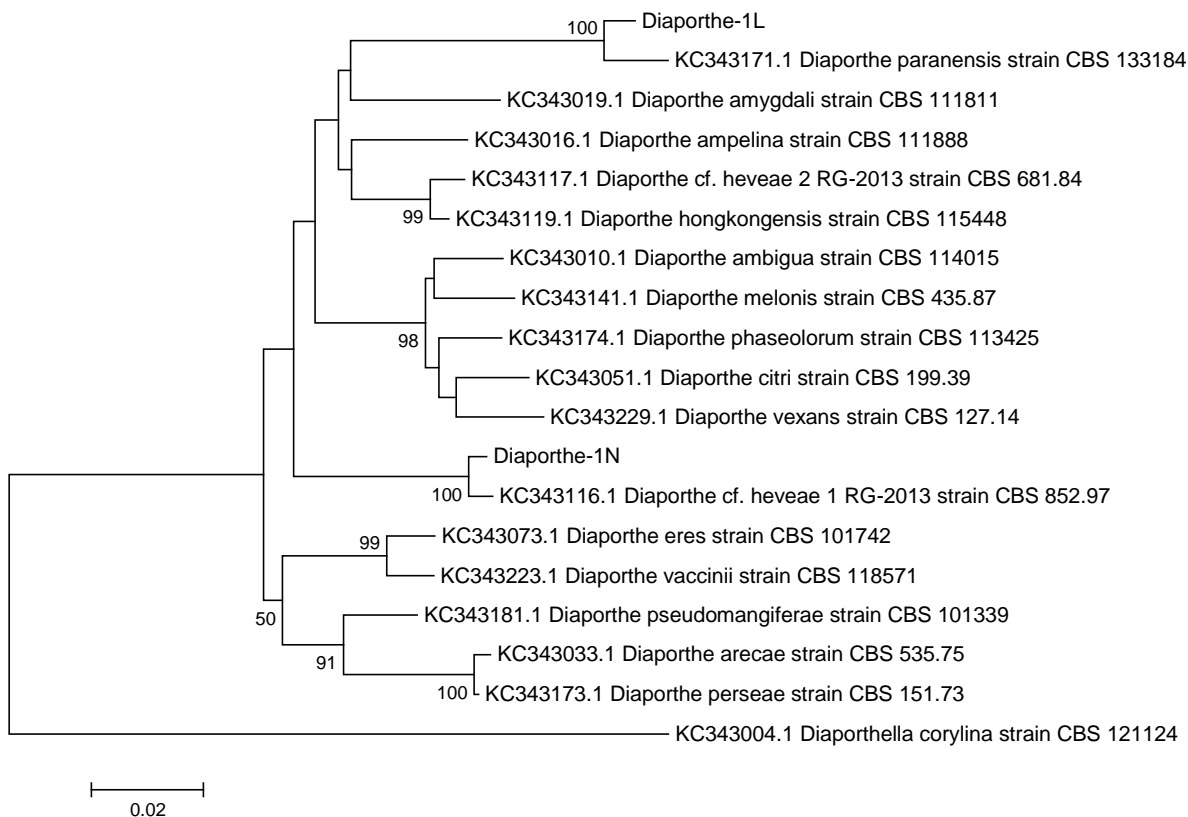 Diaporthe-1L
100
KC343171.1 Diaporthe paranensis strain CBS 133184
KC343019.1 Diaporthe amygdali strain CBS 111811
KC343016.1 Diaporthe ampelina strain CBS 111888
KC343117.1 Diaporthe cf. heveae 2 RG-2013 strain CBS 681.84
99
KC343119.1 Diaporthe hongkongensis strain CBS 115448
KC343010.1 Diaporthe ambigua strain CBS 114015
KC343141.1 Diaporthe melonis strain CBS 435.87
KC343174.1 Diaporthe phaseolorum strain CBS 113425
98
KC343051.1 Diaporthe citri strain CBS 199.39
KC343229.1 Diaporthe vexans strain CBS 127.14
Diaporthe-1N
100
KC343116.1 Diaporthe cf. heveae 1 RG-2013 strain CBS 852.97
KC343073.1 Diaporthe eres strain CBS 101742
99
KC343223.1 Diaporthe vaccinii strain CBS 118571
KC343181.1 Diaporthe pseudomangiferae strain CBS 101339
50
KC343033.1 Diaporthe arecae strain CBS 535.75
91
KC343173.1 Diaporthe perseae strain CBS 151.73
100
KC343004.1 Diaporthella corylina strain CBS 121124
0.02